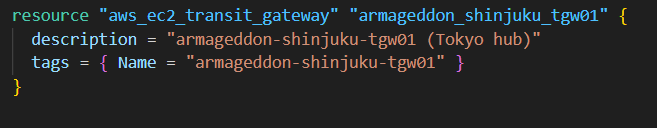 resource "aws_ec2_transit_gateway" "armageddon_shinjuku_tgw01" {
  description = "armageddon-shinjuku-tgw01 (Tokyo hub)"
  tags = { Name = "armageddon-shinjuku-tgw01" }
}